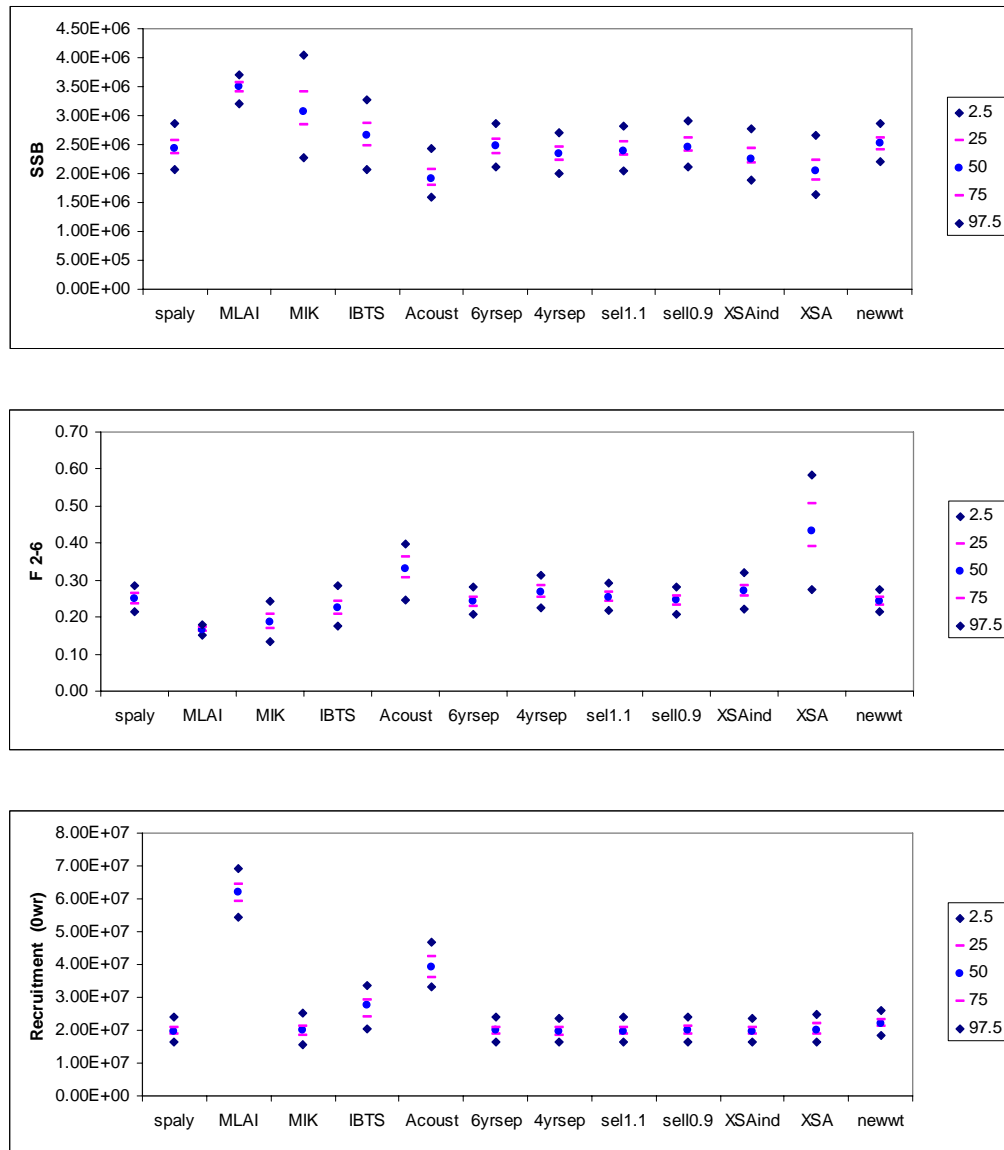 4.50E+06
4.00E+06
3.50E+06
3.00E+06
2.50E+06
2.00E+06
1.50E+06
1.00E+06
5.00E+05
0.00E+00
SSB
spaly MLAI MIK IBTS Acoust 6yrsep 4yrsep sel1.1 sell0.9 XSAind XSA newwt
2.5
25
50
75
97.5
0.70
0.60
0.50
0.40
0.30
0.20
0.10
0.00
F 2-6
spaly MLAI MIK IBTS Acoust 6yrsep 4yrsep sel1.1 sell0.9 XSAind XSA newwt
2.5
25
50
75
97.5
8.00E+07
7.00E+07
6.00E+07
5.00E+07
4.00E+07
3.00E+07
2.00E+07
1.00E+07
0.00E+00
Recruitment (0wr)
spaly MLAI MIK IBTS Acoust 6yrsep 4yrsep sel1.1 sell0.9 XSAind XSA newwt
2.5
25
50
75
97.5